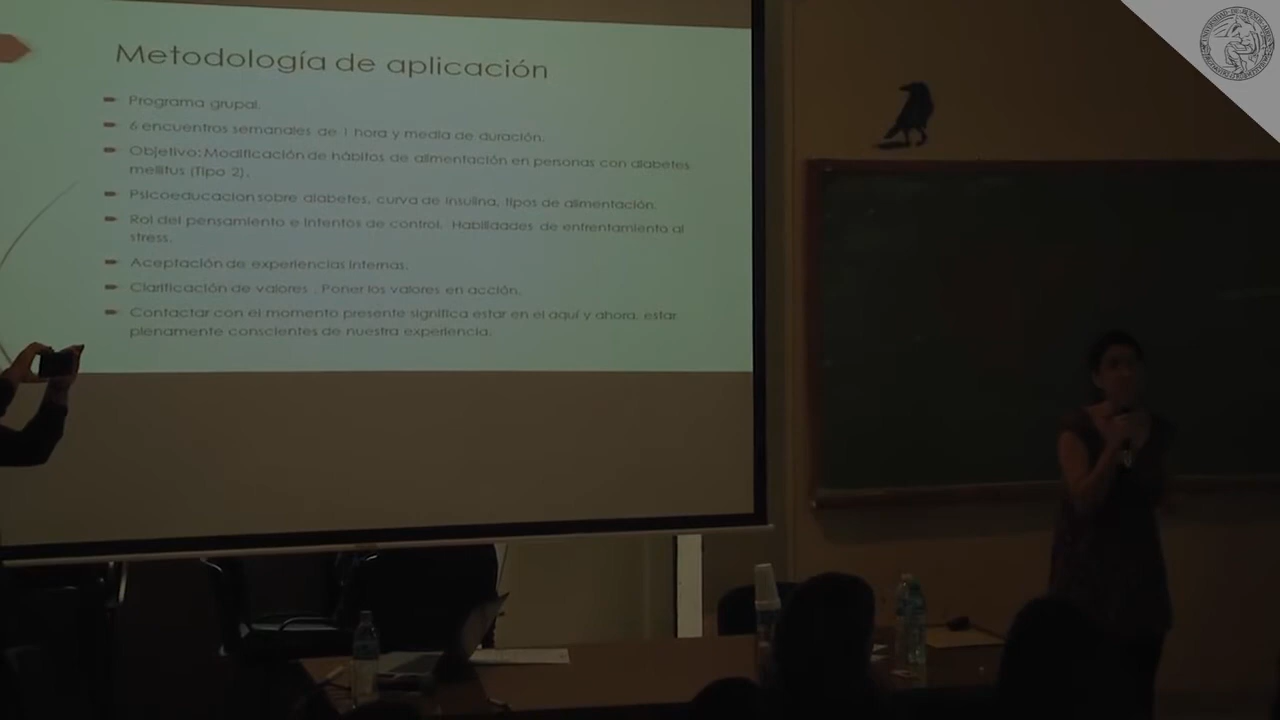 Metodología de aplicación
Programa grupal.
6 encuentros semanales de 1 hora y media de duración.
Objetivo: Modificación de hábitos de alimentación en personas con diabetes
mellitus (Tipo 2).
Psicoeducacion sobre diabetes, curva de insulina, tipos de alimentación.
Rol del pensamiento e intentos de control. Habilidades de enfrentamiento al
stress.
Aceptación de experiencias internas.
Clarificación de valores . Poner los valores en acción.
Contactar con el momento presente significa estar en el aquí y ahora, estar
plenamente conscientes de nuestra experiencia.